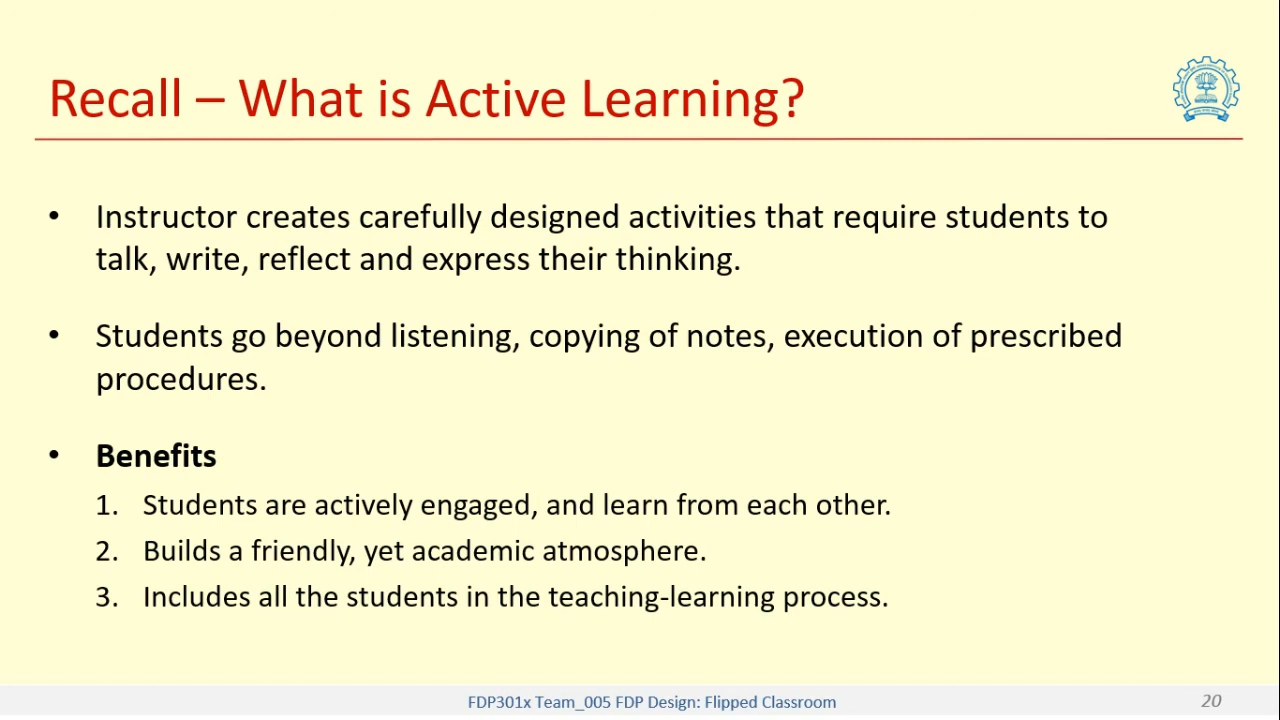 Recall – What is Active Learning?
• Instructor creates carefully designed activities that require students to
talk, write, reflect and express their thinking.
• Students go beyond listening, copying of notes, execution of prescribed
procedures.
• Benefits
1. Students are actively engaged, and learn from each other.
2. Builds a friendly, yet academic atmosphere.
3. Includes all the students in the teaching-learning process.
FDP301x Team_005 FDP Design: Flipped Classroom
20